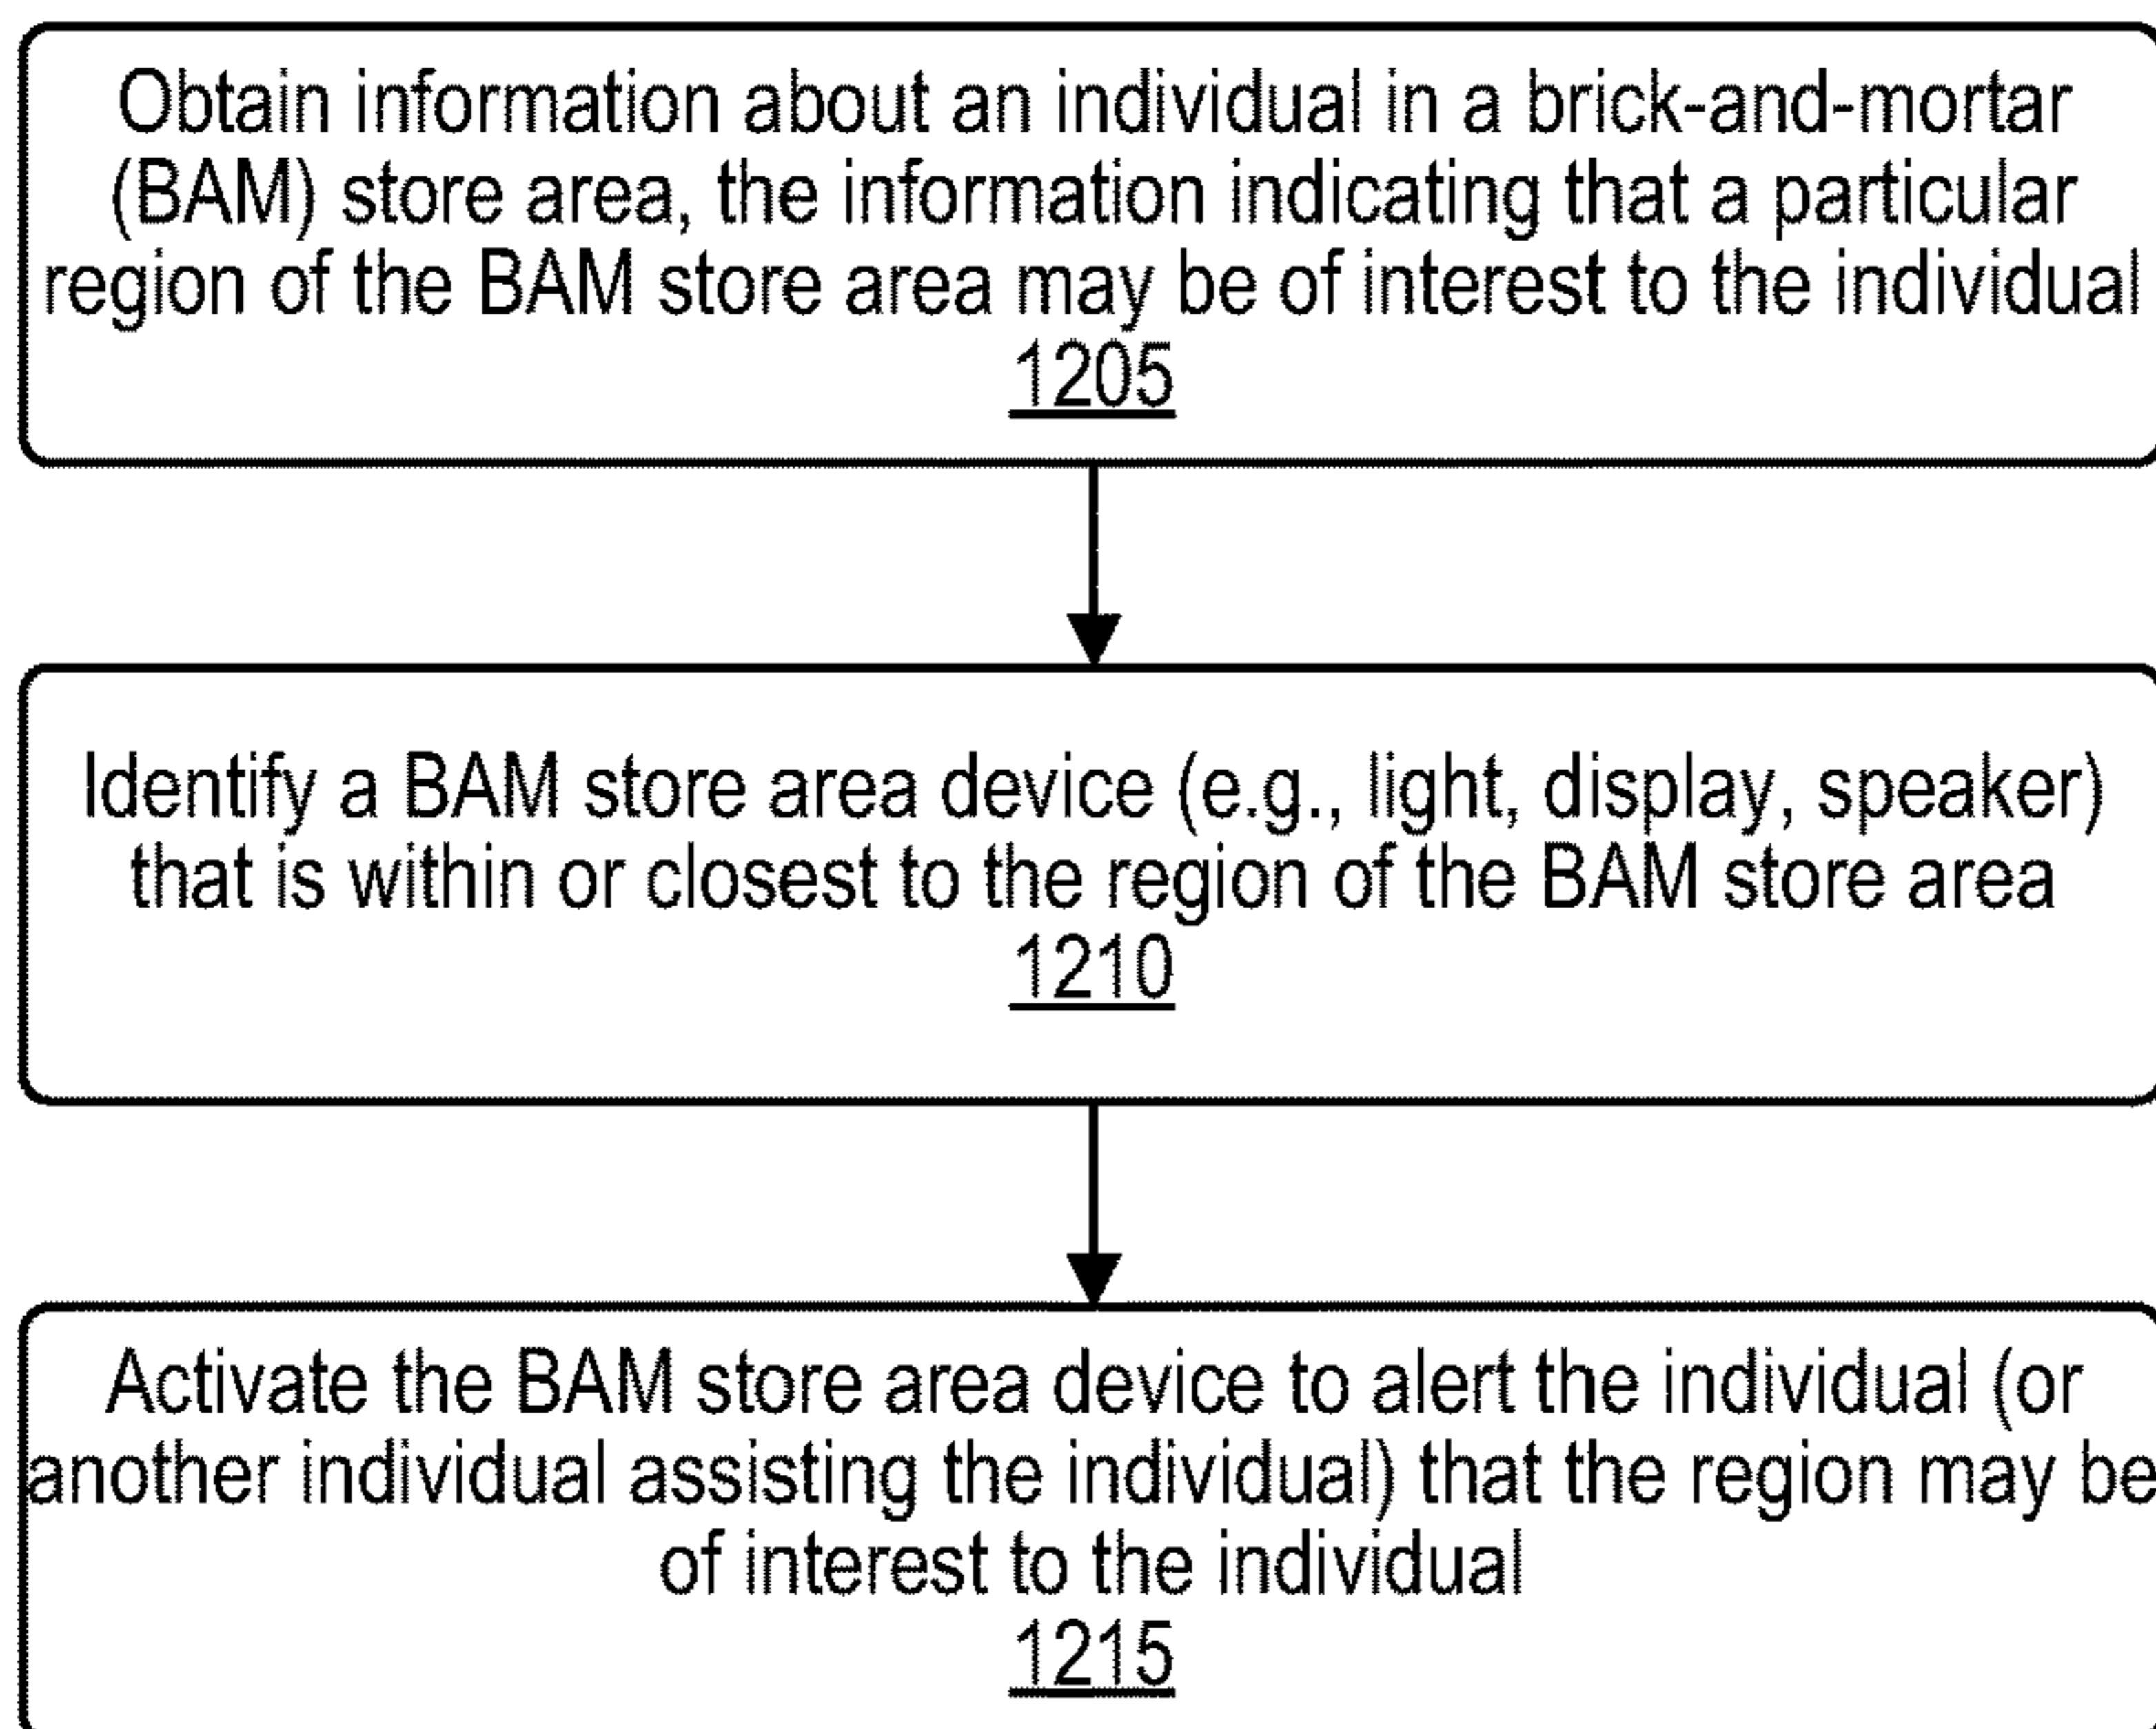 Obtain information about an individual in a brick-and-mortar
(BAM) store area, the information indicating that a particular
region of the BAM store area may be of interest to the individual
1205
Identify a BAM store area device (e.g., light, display, speaker)
that is within or closest to the region of the BAM store area
1210
Activate the BAM store area device to alert the individual (or
another individual assisting the individual) that the region may be
of interest to the individual
1215